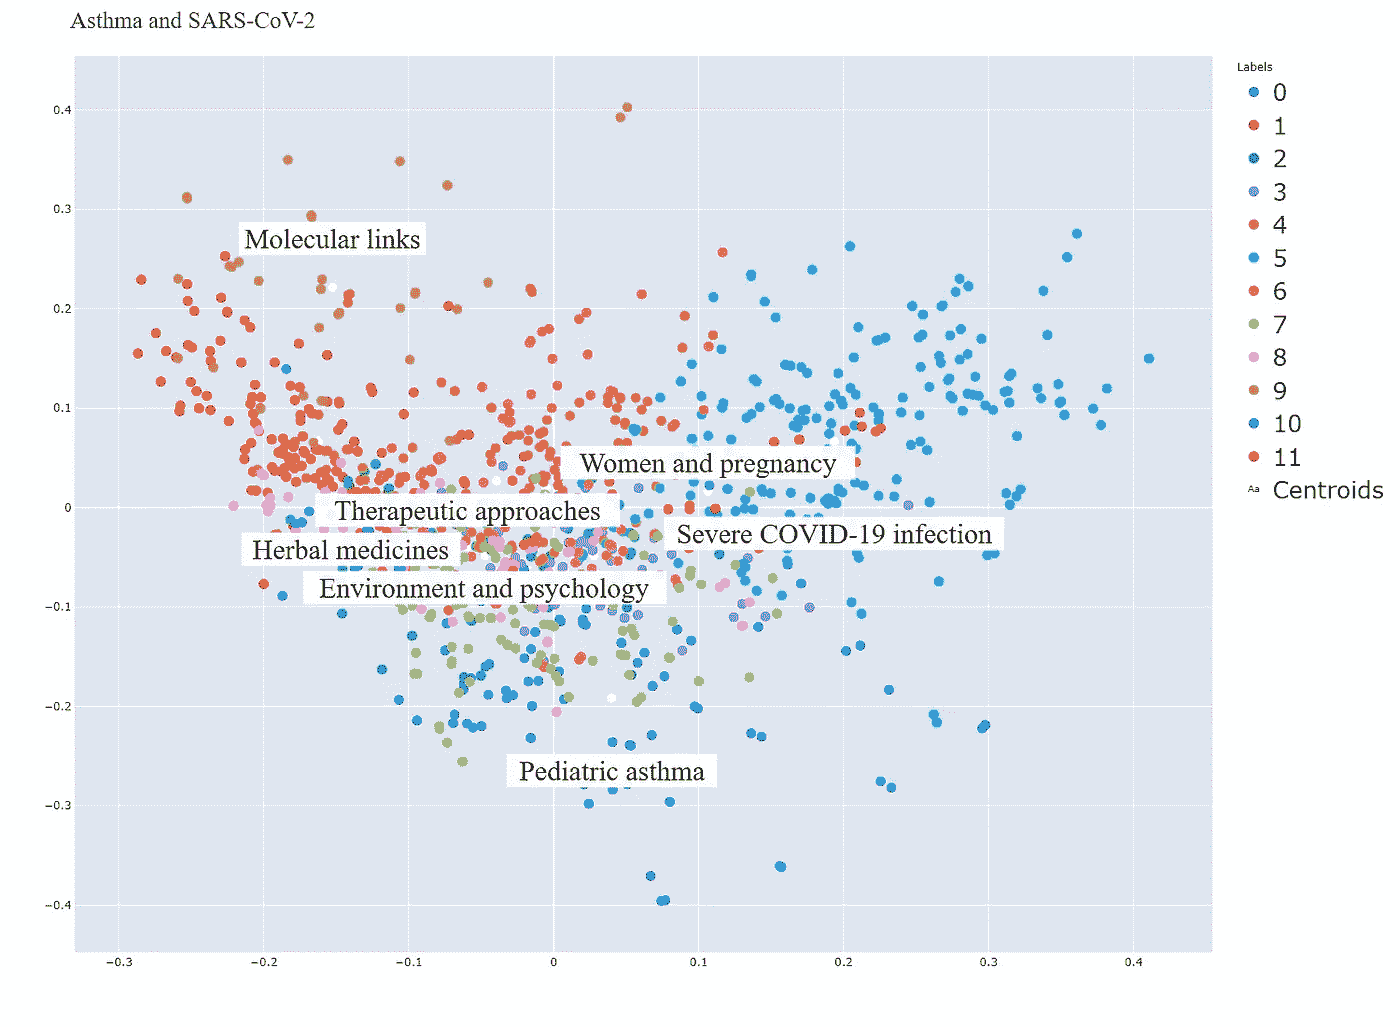 Asthma and SARS-CoV-2
Labels
0
1
2
3
4
5
6
7
8
9
10
11
Aa Centroids
0.4
0.3
0.2
0.1
0
−0.1
−0.2
−0.3
−0.4
Molecular links
Women and pregnancy
Therapeutic approaches
Severe COVID-19 infection
Herbal medicines
Environment and psychology
Pediatric asthma
−0.3
−0.2
−0.1
0
0.1
0.2
0.3
0.4